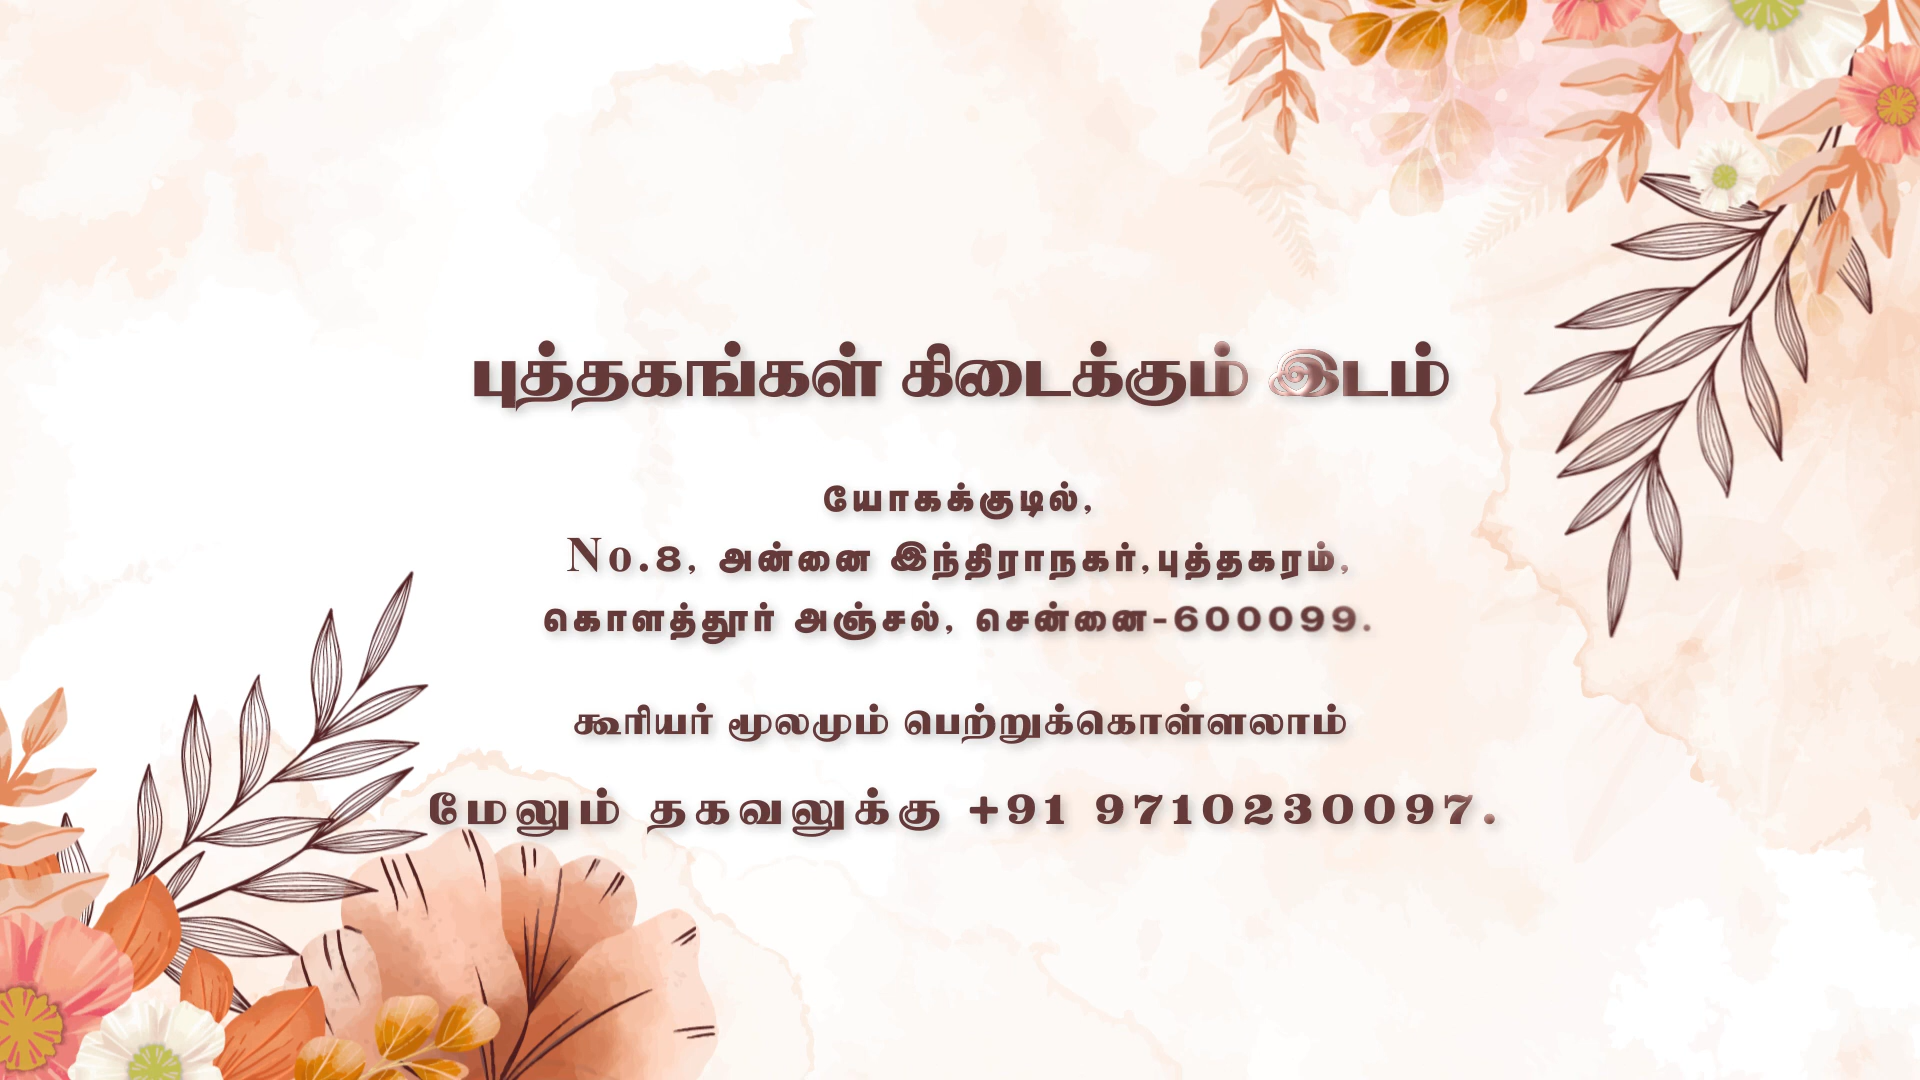 புத்தகங்கள் கிடைக்கும் இடம்
யோகக்குடில்,
No.8, அன்னை இந்திராநகர்,புத்தகரம்,
கொளத்தூர் அஞ்சல், சென்னை-600099.
கூரியர் மூலமும் பெற்றுக்கொள்ளலாம்
மேலும் தகவலுக்கு +91 9710230097.